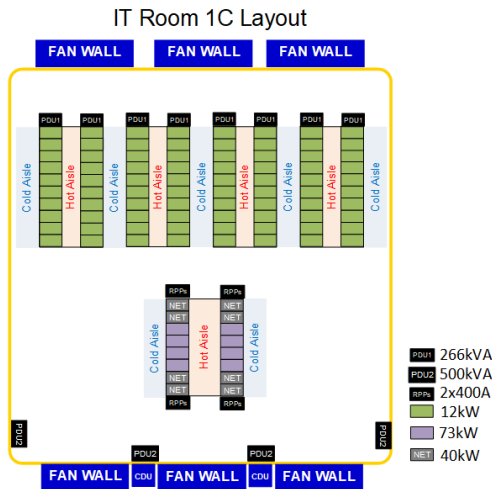 IT Room 1C Layout
FAN WALL FAN WALL FAN WALL
PDU1 PDU1 PDU1 PDU1 PDU1 PDU1 PDU1 PDU1
Cold Aisle Hot Aisle Cold Aisle Hot Aisle Cold Aisle Hot Aisle Cold Aisle Hot Aisle Cold Aisle
RPPs RPPs
NET NET
NET NET
Cold Aisle Hot Aisle Cold Aisle
NET NET
NET NET
RPPs RPPs
PDU1 266kVA
PDU2 500kVA
RPPs 2x400A
12kW
73kW
NET 40kW
PDU2 PDU2
PDU2 PDU2
FAN WALL CDU FAN WALL CDU FAN WALL